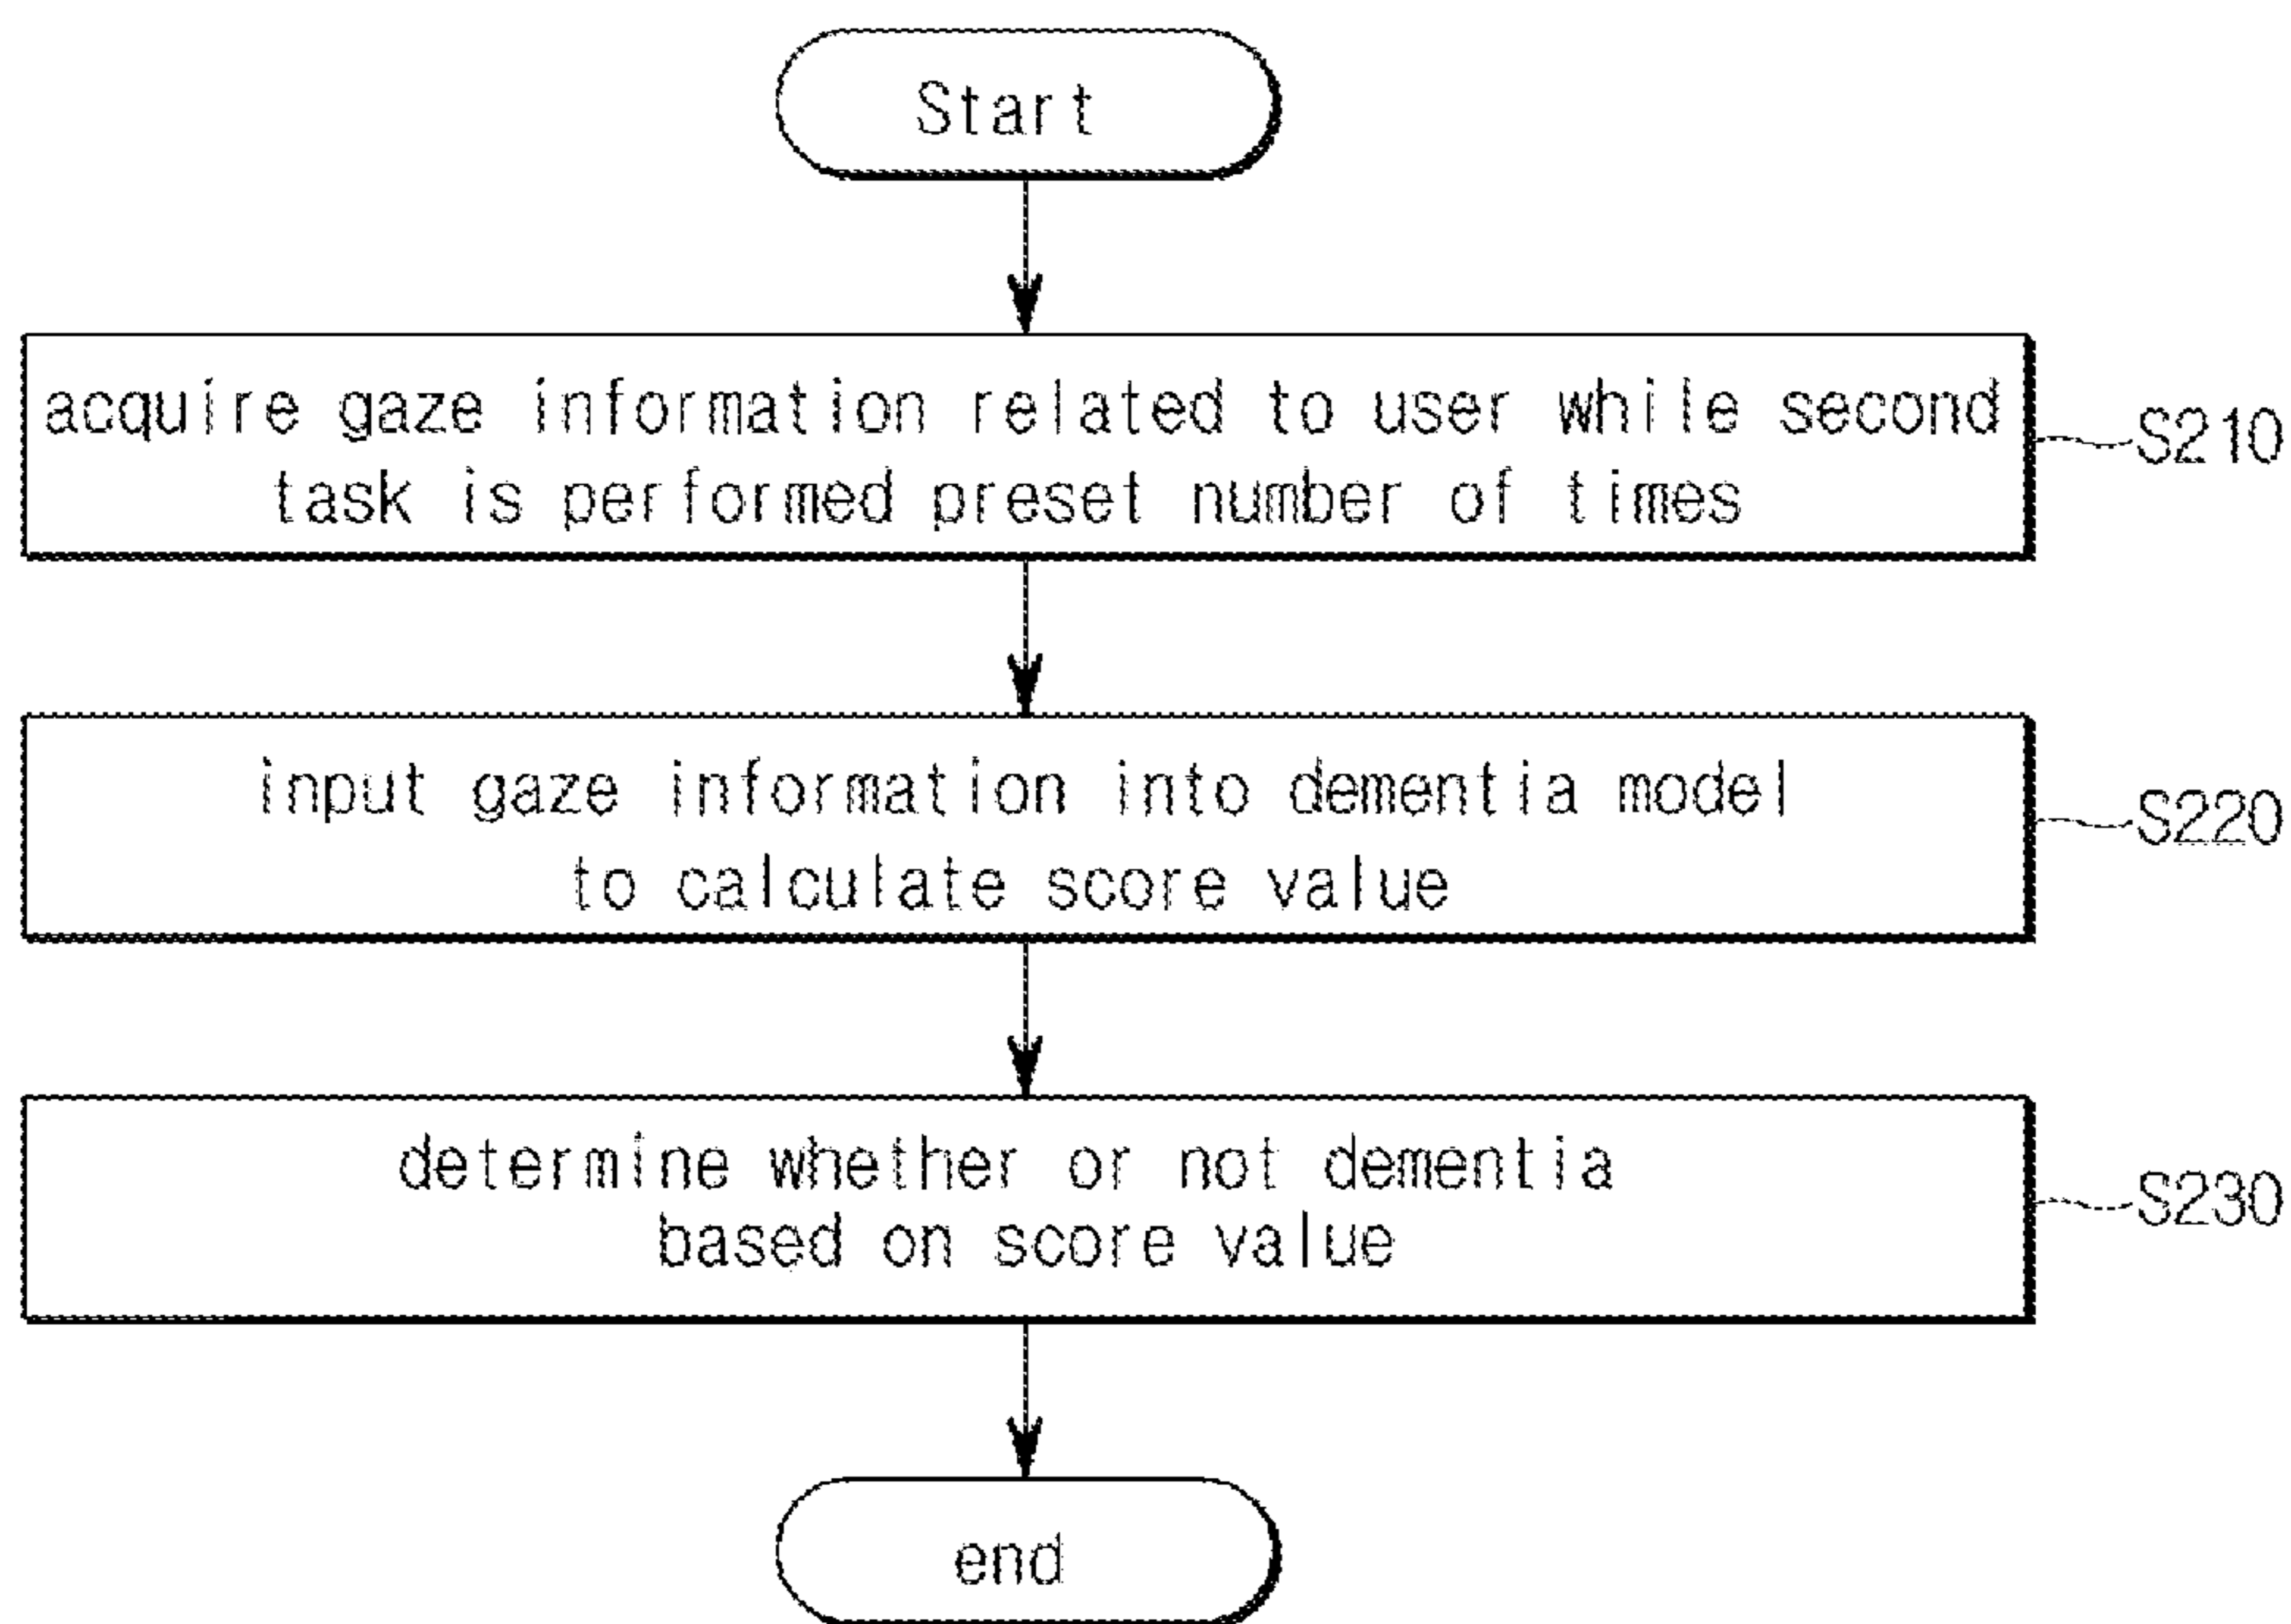 Start
acquire gaze information related to user while second
task is performed preset number of times
S210
input gaze information into dementia model
to calculate score value
S220
determine whether or not dementia
based on score value
S230
end